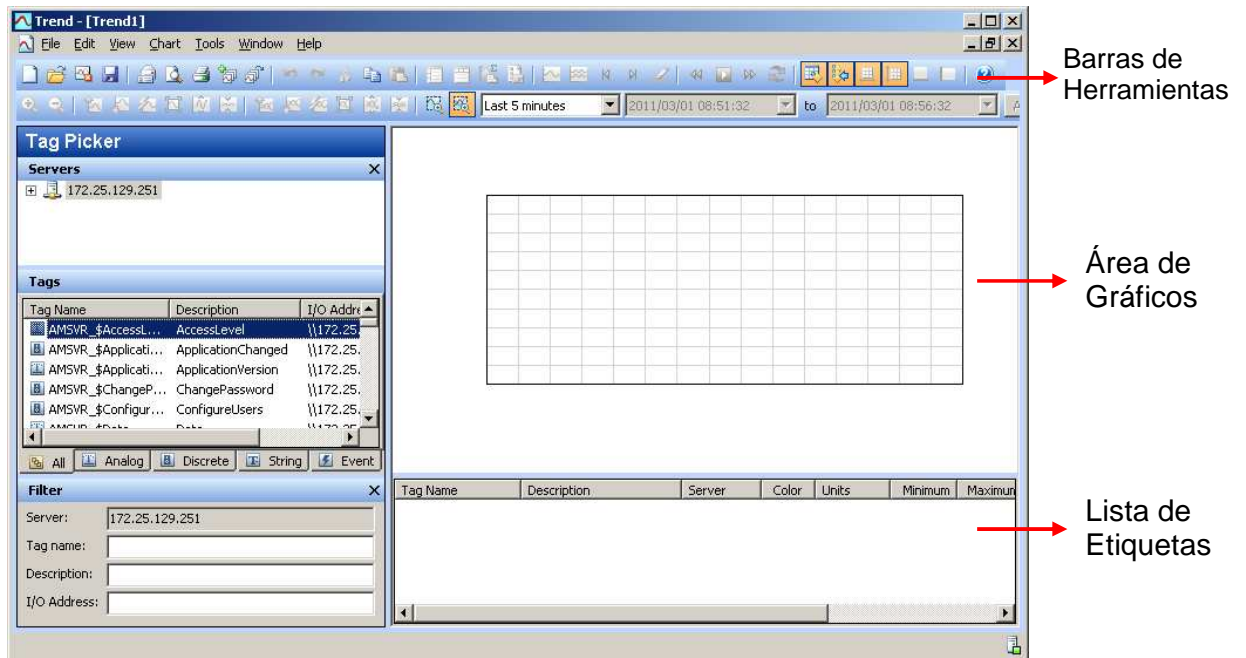 Trend - [Trend1]
File Edit View Chart Tools Window Help
Barras de
Herramientas
Last 5 minutes 2011/03/01 08:51:32 to 2011/03/01 08:56:32
Tag Picker
Servers
172.25.129.251
Tags
Tag Name Description I/O Addre
AMSVR_$AccessL... AccessLevel \\172.25.
AMSVR_$Applicati... ApplicationChanged \\172.25.
AMSVR_$Applicati... ApplicationVersion \\172.25.
AMSVR_$ChangeP... ChangePassword \\172.25.
AMSVR_$Configur... ConfigureUsers \\172.25.
All Analog Discrete String Event
Área de
Gráficos
Filter
Server: 172.25.129.251
Tag name:
Description:
I/O Address:
Tag Name Description Server Color Units Minimum Maximun
Lista de
Etiquetas